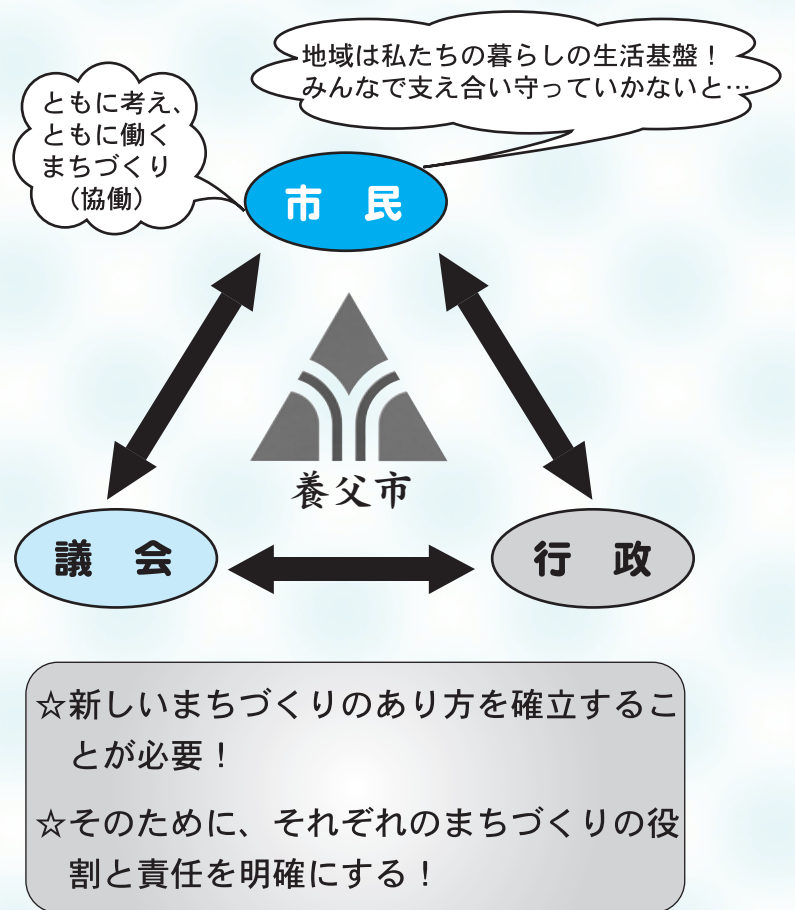 地域は私たちの暮らしの生活基盤！
みんなで支え合い守っていかないと…
ともに考え、
ともに働く
まちづくり
（協働）
市　民
養父市
議　会
行　政
☆新しいまちづくりのあり方を確立するこ
とが必要！
☆そのために、それぞれのまちづくりの役
割と責任を明確にする！